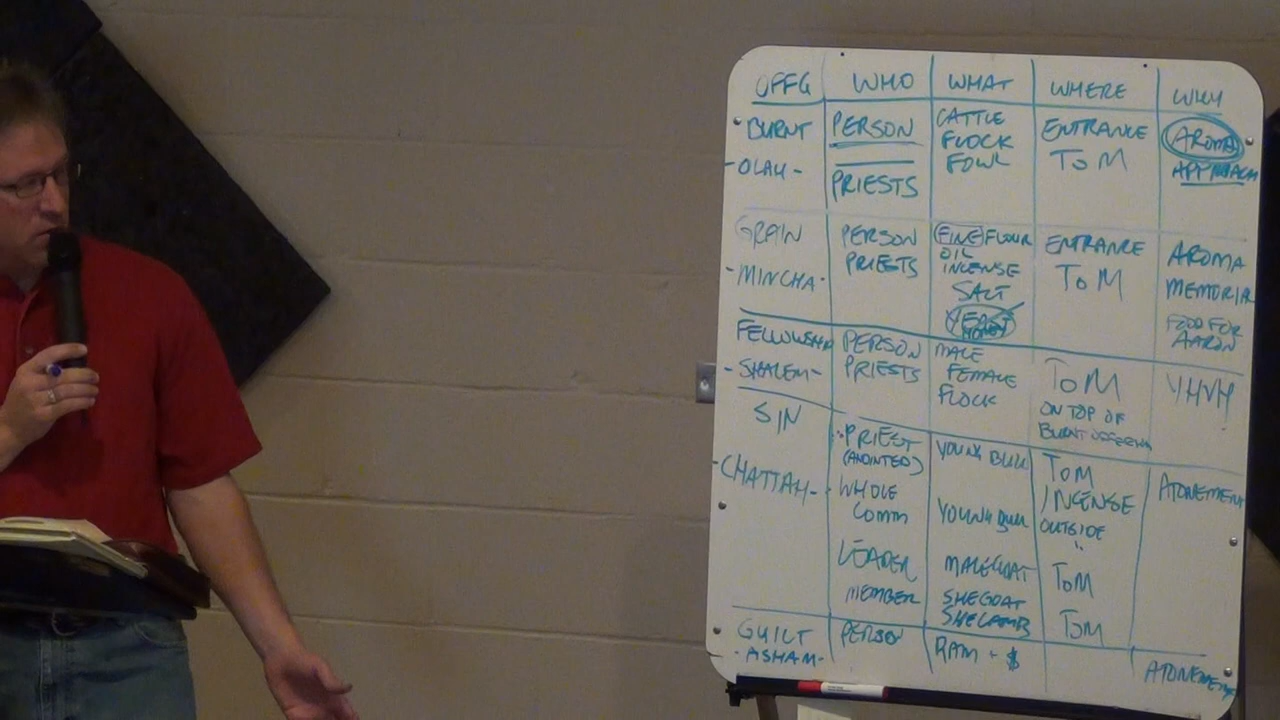 OFFG WHO WHAT WHERE WHY
BURNT PERSON CATTLE ENTRANCE AROMA
FLOCK
-OLAH- PRIESTS FOWL ToM APPROACH
GRAIN PERSON FINE FLOUR ENTRANCE AROMA
OIL
-MINCHA- PRIESTS INCENSE ToM MEMORIA
SALT FOOD FOR
YEAST AARON
HONEY
FELLOWSHIP PERSON MALE ToM YHVH
-SHALEM- PRIESTS FEMALE ON TOP OF
FLOCK BURNT OFFERING
SIN PRIEST YOUNG BULL ToM ATONEMENT
(ANOINTED) INCENSE
-CHATTAH- WHOLE YOUNG BULL OUTSIDE
COMM "
LEADER MALE GOAT ToM
MEMBER SHE GOAT ToM
SHE LAMB
GUILT PERSON RAM + $ ATONEMENT
-ASHAM-